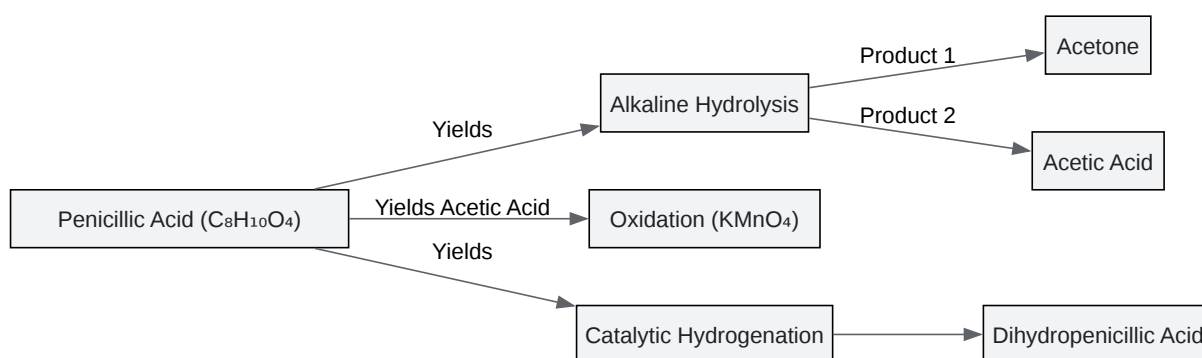 Product 1
Acetone
Alkaline Hydrolysis
Yields
Product 2
Acetic Acid
Penicillic Acid (C₈H₁₀O₄)
Yields Acetic Acid
Oxidation (KMnO₄)
Yields
Catalytic Hydrogenation
Dihydropenicillic Acid